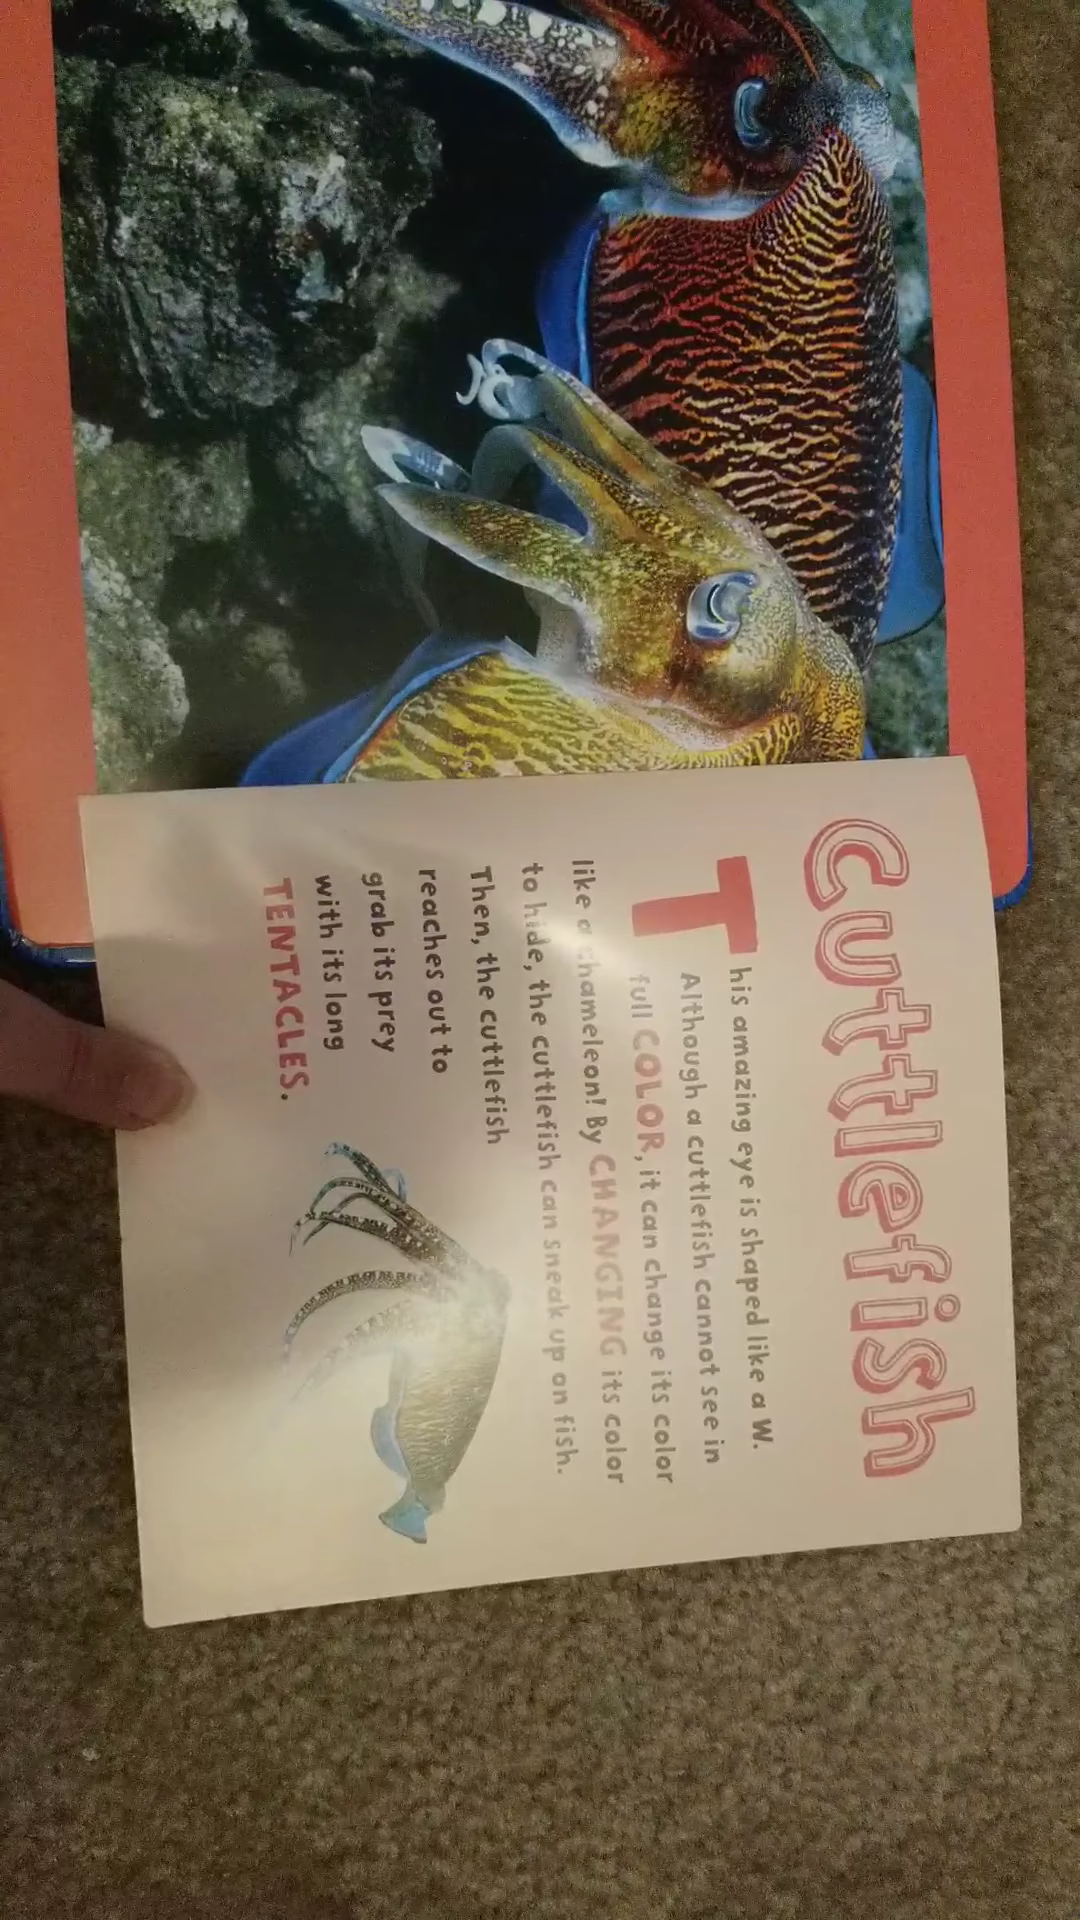 Cuttlefish
This amazing eye is shaped like a W.
Although a cuttlefish cannot see in
full COLOR, it can change its color
like a chameleon! By CHANGING its color
to hide, the cuttlefish can sneak up on fish.
Then, the cuttlefish
reaches out to
grab its prey
with its long
TENTACLES.